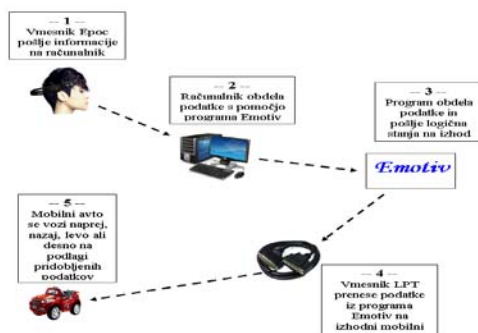 -- 1 --
Vmesnik Epoc
pošlje informacije
na računalnik
-- 2 --
Računalnik obdela
podatke s pomočjo
programa Emotiv
-- 3 --
Program obdela
podatke in
pošlje logična
stanja na izhod
Emotiv
-- 4 --
Vmesnik LPT
prenese podatke
iz programa
Emotiv na
izhodni mobilni
-- 5 --
Mobilni avto
se vozi naprej,
nazaj, levo ali
desno na
podlagi
pridobljenih
podatkov